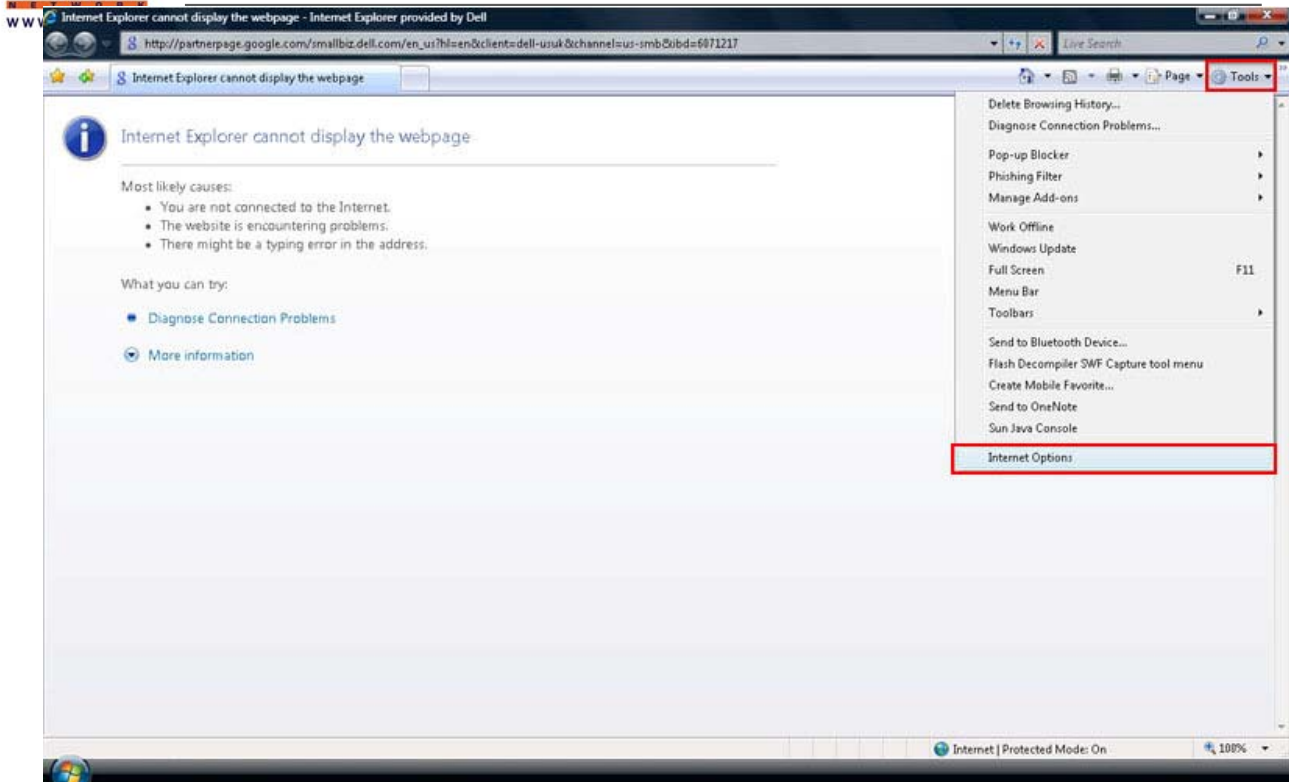 NETWORK
WWW
Internet Explorer cannot display the webpage - Internet Explorer provided by Dell
http://partnerpage.google.com/smallbiz.dell.com/en_us?hl=en&client=dell-usuk&channel=us-smb&ibd=6071217
Live Search
Internet Explorer cannot display the webpage
Page
Tools
Internet Explorer cannot display the webpage
Most likely causes:
You are not connected to the Internet.
The website is encountering problems.
There might be a typing error in the address.
What you can try:
Diagnose Connection Problems
More information
Delete Browsing History...
Diagnose Connection Problems...
Pop-up Blocker
Phishing Filter
Manage Add-ons
Work Offline
Windows Update
Full Screen F11
Menu Bar
Toolbars
Send to Bluetooth Device...
Flash Decompiler SWF Capture tool menu
Create Mobile Favorite...
Send to OneNote
Sun Java Console
Internet Options
Internet | Protected Mode: On
100%